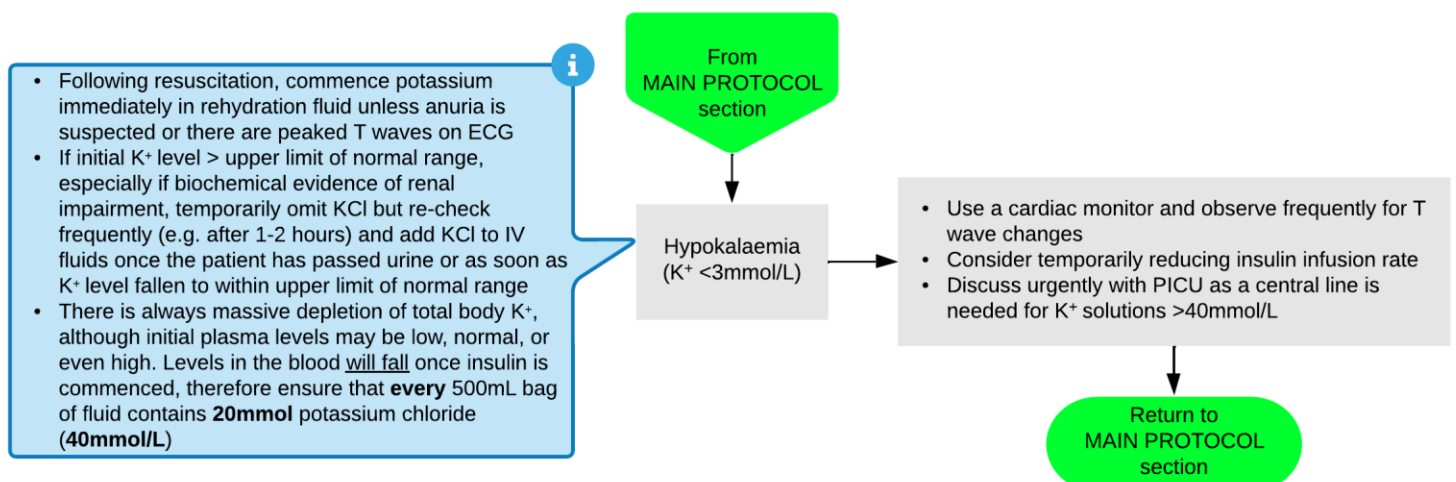 • Following resuscitation, commence potassium
immediately in rehydration fluid unless anuria is
suspected or there are peaked T waves on ECG
• If initial K⁺ level > upper limit of normal range,
especially if biochemical evidence of renal
impairment, temporarily omit KCl but re-check
frequently (e.g. after 1-2 hours) and add KCl to IV
fluids once the patient has passed urine or as soon as
K⁺ level fallen to within upper limit of normal range
• There is always massive depletion of total body K⁺,
although initial plasma levels may be low, normal, or
even high. Levels in the blood will fall once insulin is
commenced, therefore ensure that every 500mL bag
of fluid contains 20mmol potassium chloride
(40mmol/L)
i
From
MAIN PROTOCOL
section
Hypokalaemia
(K⁺ <3mmol/L)
• Use a cardiac monitor and observe frequently for T
wave changes
• Consider temporarily reducing insulin infusion rate
• Discuss urgently with PICU as a central line is
needed for K⁺ solutions >40mmol/L
Return to
MAIN PROTOCOL
section